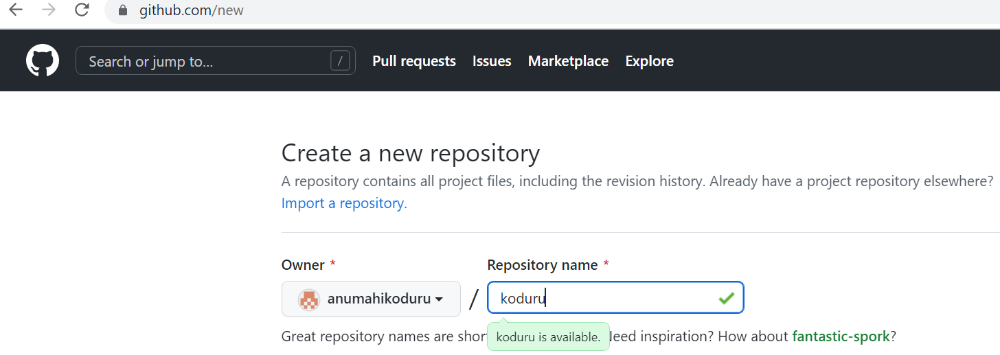 github.com/new
Search or jump to... /
Pull requests Issues Marketplace Explore
Create a new repository
A repository contains all project files, including the revision history. Already have a project repository elsewhere?
Import a repository.
Owner * Repository name *
anumahikoduru / koduru
Great repository names are short koduru is available. Need inspiration? How about fantastic-spork?